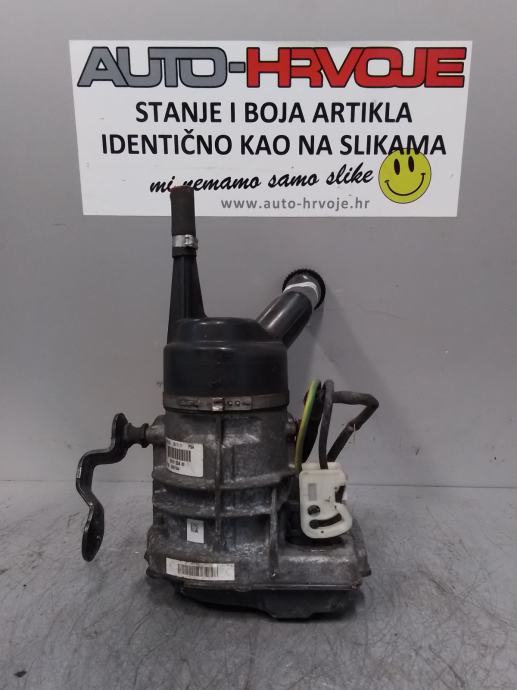 AUTO-HRVOJE
STANJE I BOJA ARTIKLA
IDENTIČNO KAO NA SLIKAMA
mi nemamo samo slike
www.auto-hrvoje.hr